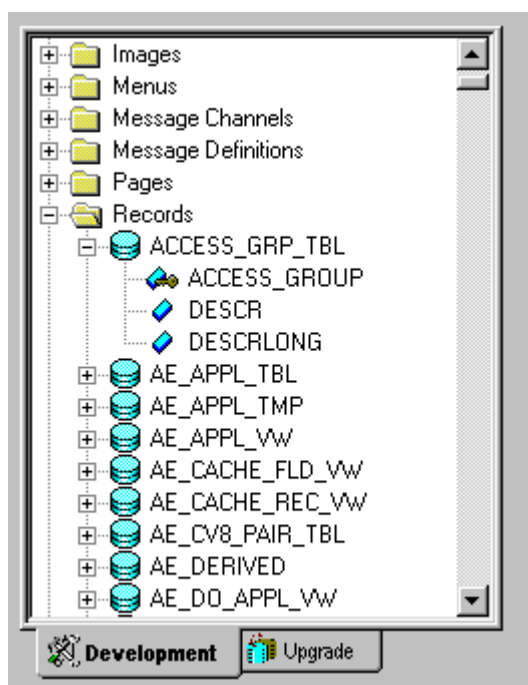 Images
Menus
Message Channels
Message Definitions
Pages
Records
ACCESS_GRP_TBL
ACCESS_GROUP
DESCR
DESCRLONG
AE_APPL_TBL
AE_APPL_TMP
AE_APPL_VW
AE_CACHE_FLD_VW
AE_CACHE_REC_VW
AE_CV8_PAIR_TBL
AE_DERIVED
AE_DO_APPL_VW
Development Upgrade